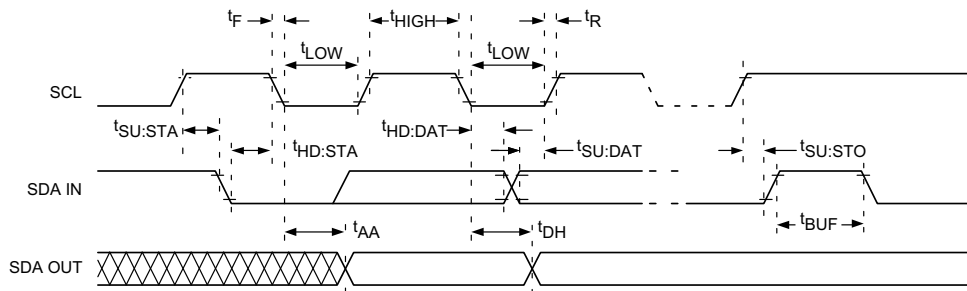 tF
tHIGH
tR
tLOW
tLOW
SCL
tSU:STA
tHD:DAT
tHD:STA
tSU:DAT
tSU:STO
SDA IN
tAA
tDH
tBUF
SDA OUT